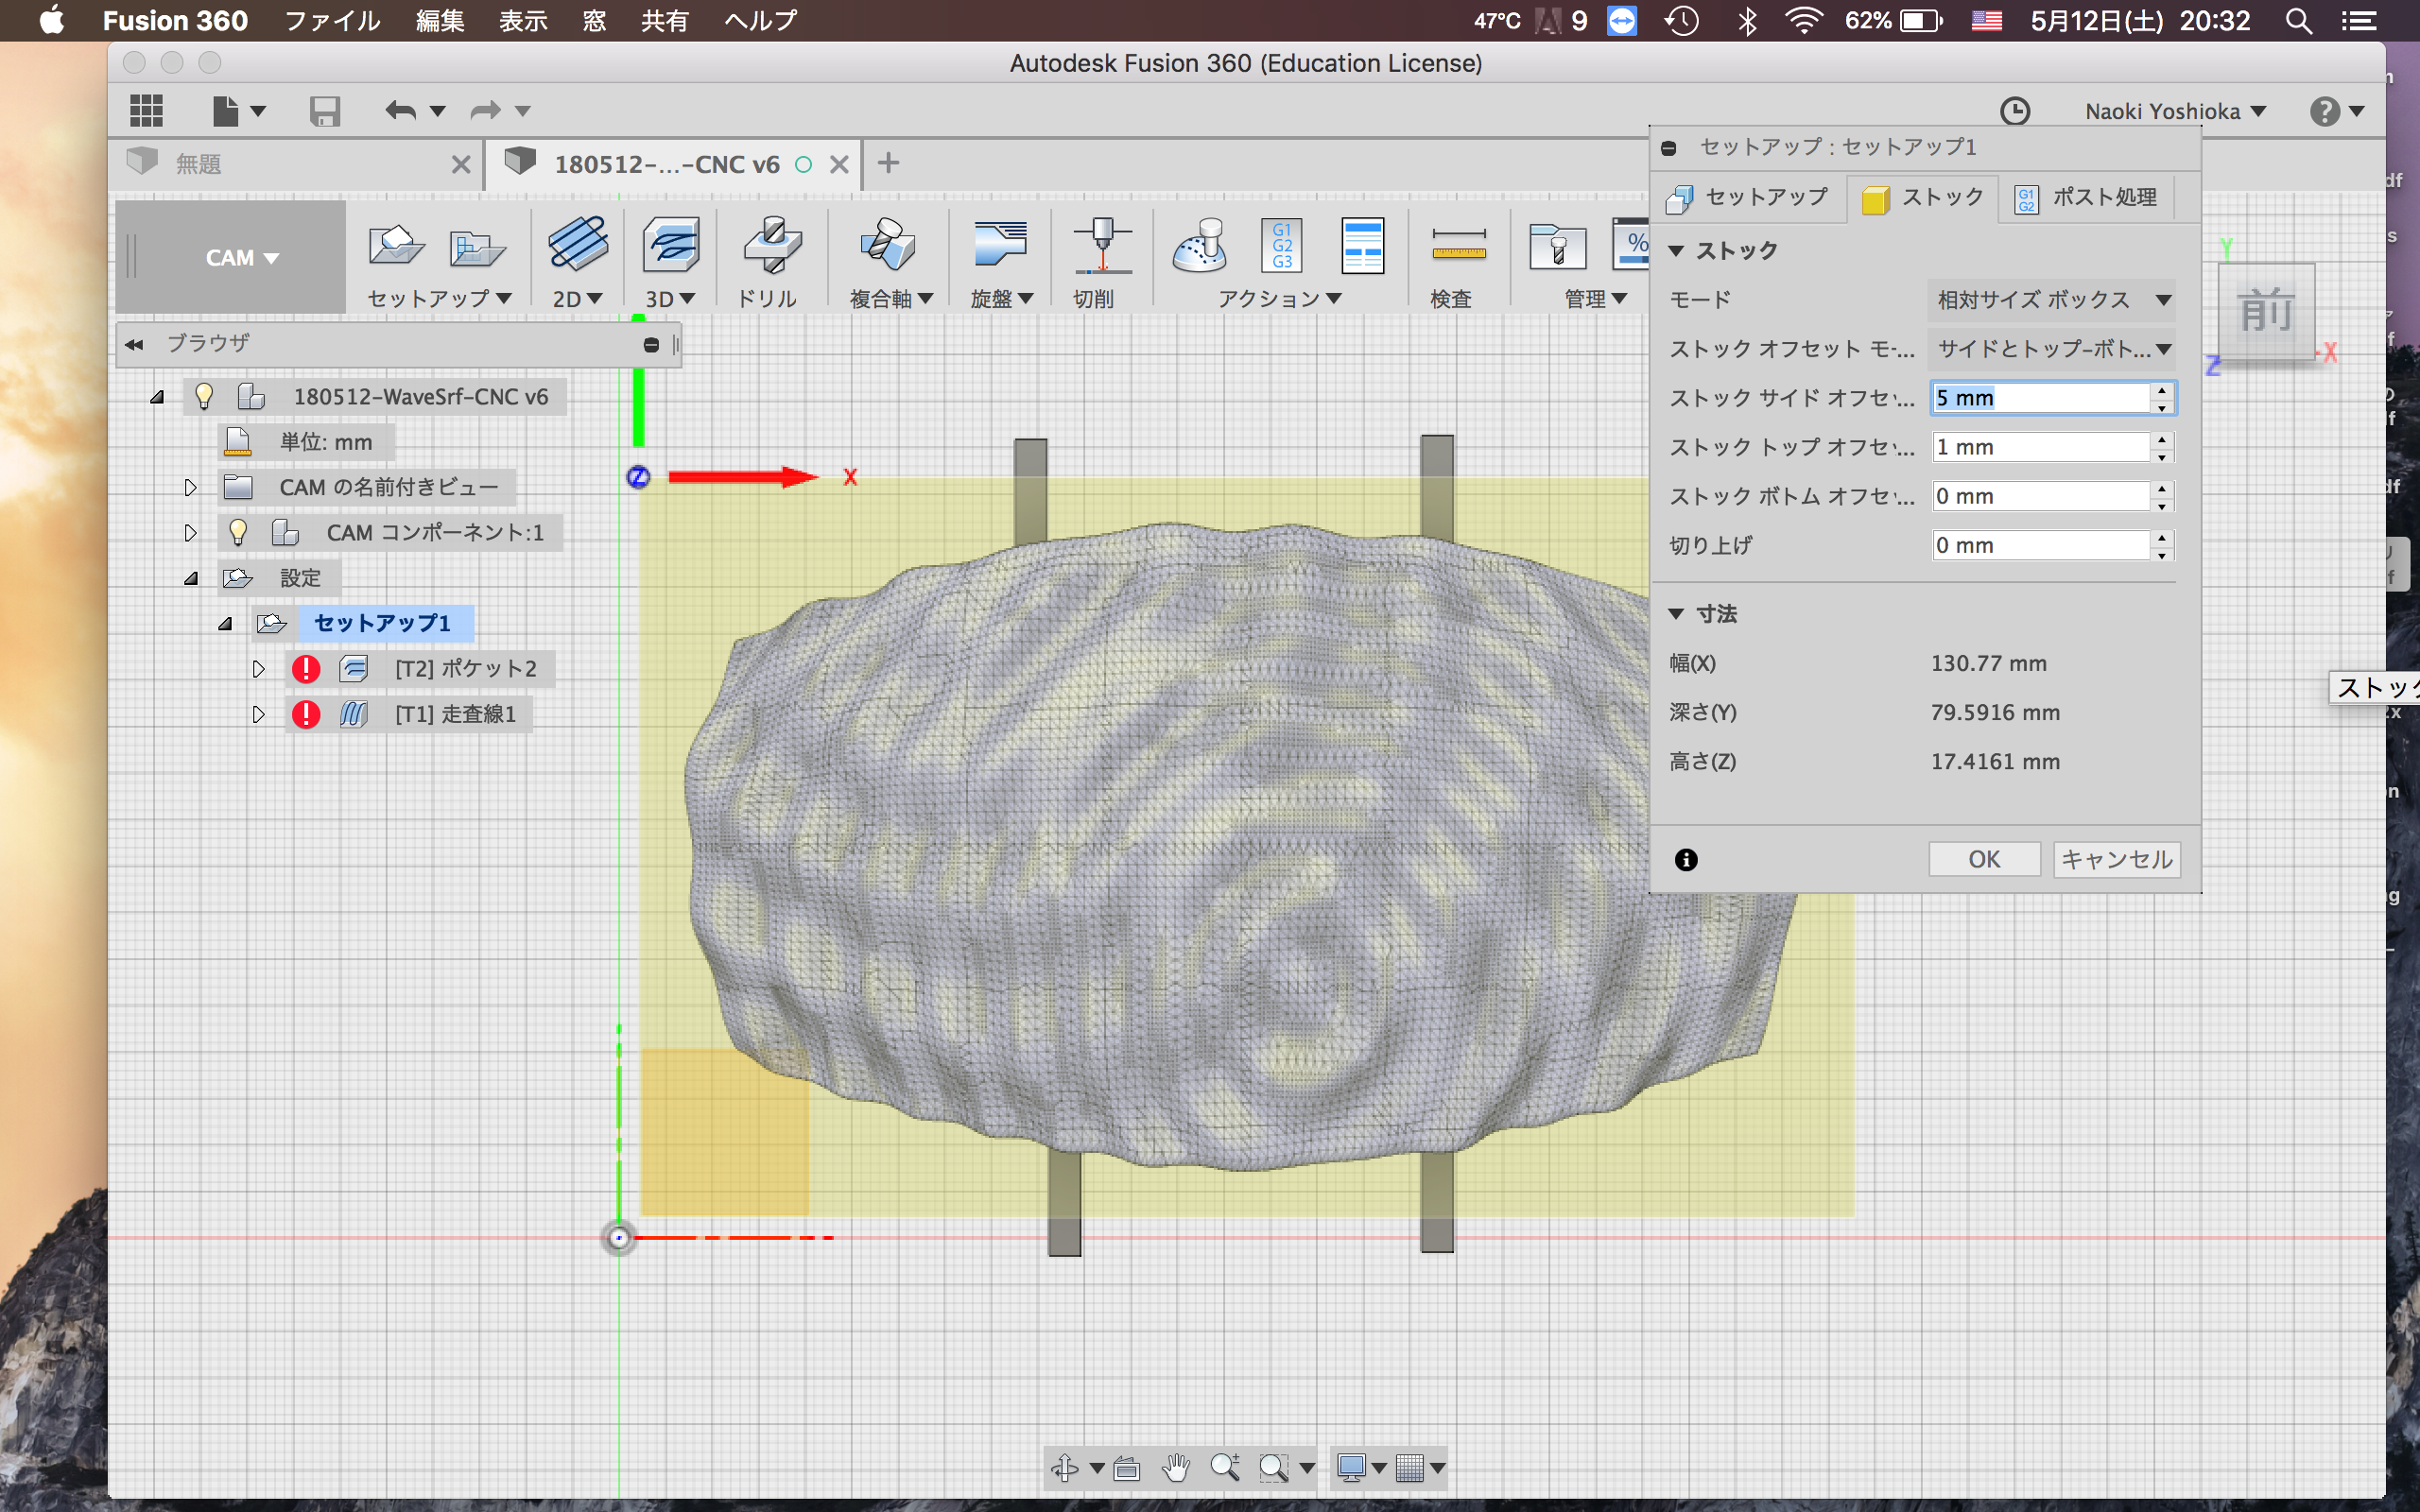 Fusion 360 ファイル 編集 表示 窓 共有 ヘルプ 47°C 9 62% 5月12日(土) 20:32
Autodesk Fusion 360 (Education License)
Naoki Yoshioka
無題 180512-...-CNC v6
セットアップ : セットアップ1
セットアップ ストック ポスト処理
G1
G2
CAM
G1
G2
G3
%
セットアップ 2D 3D ドリル 複合軸 旋盤 切削 アクション 検査 管理
ストック
モード 相対サイズ ボックス
ストック オフセット モ-... サイドとトップ-ボト...
ストック サイド オフセ... 5 mm
ストック トップ オフセ... 1 mm
ストック ボトム オフセ... 0 mm
切り上げ 0 mm
寸法
幅(X) 130.77 mm
深さ(Y) 79.5916 mm
高さ(Z) 17.4161 mm
OK キャンセル
ブラウザ
180512-WaveSrf-CNC v6
単位: mm
CAM の名前付きビュー
CAM コンポーネント:1
設定
セットアップ1
[T2] ポケット2
[T1] 走査線1
Z X
Y
前
Z X
df
s
f
df
f
2x
n
ng